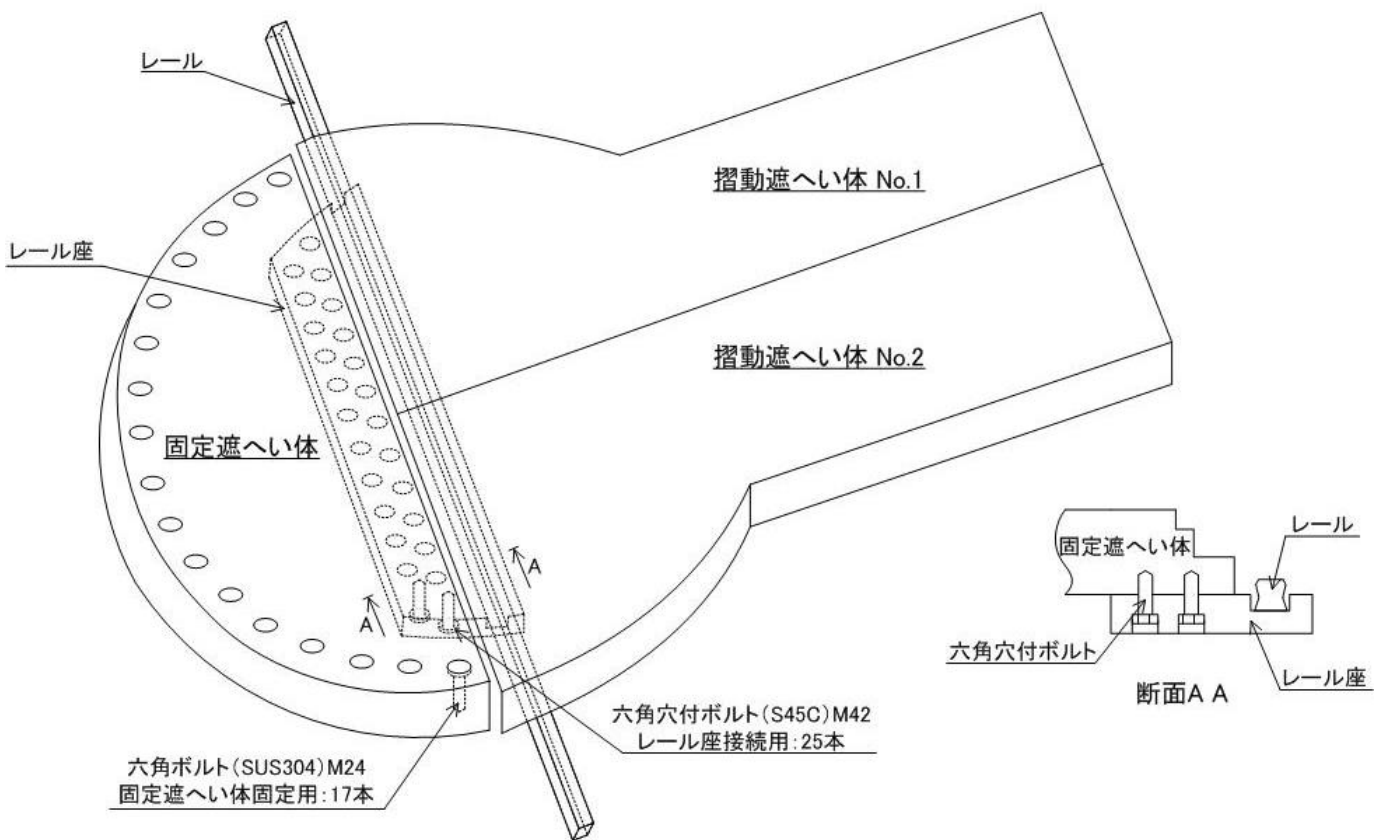 レール
摺動遮へい体 No.1
レール座
摺動遮へい体 No.2
固定遮へい体
A
A
六角穴付ボルト(S45C)M42
レール座接続用:25本
六角ボルト(SUS304)M24
固定遮へい体固定用:17本
固定遮へい体
レール
六角穴付ボルト
レール座
断面A A